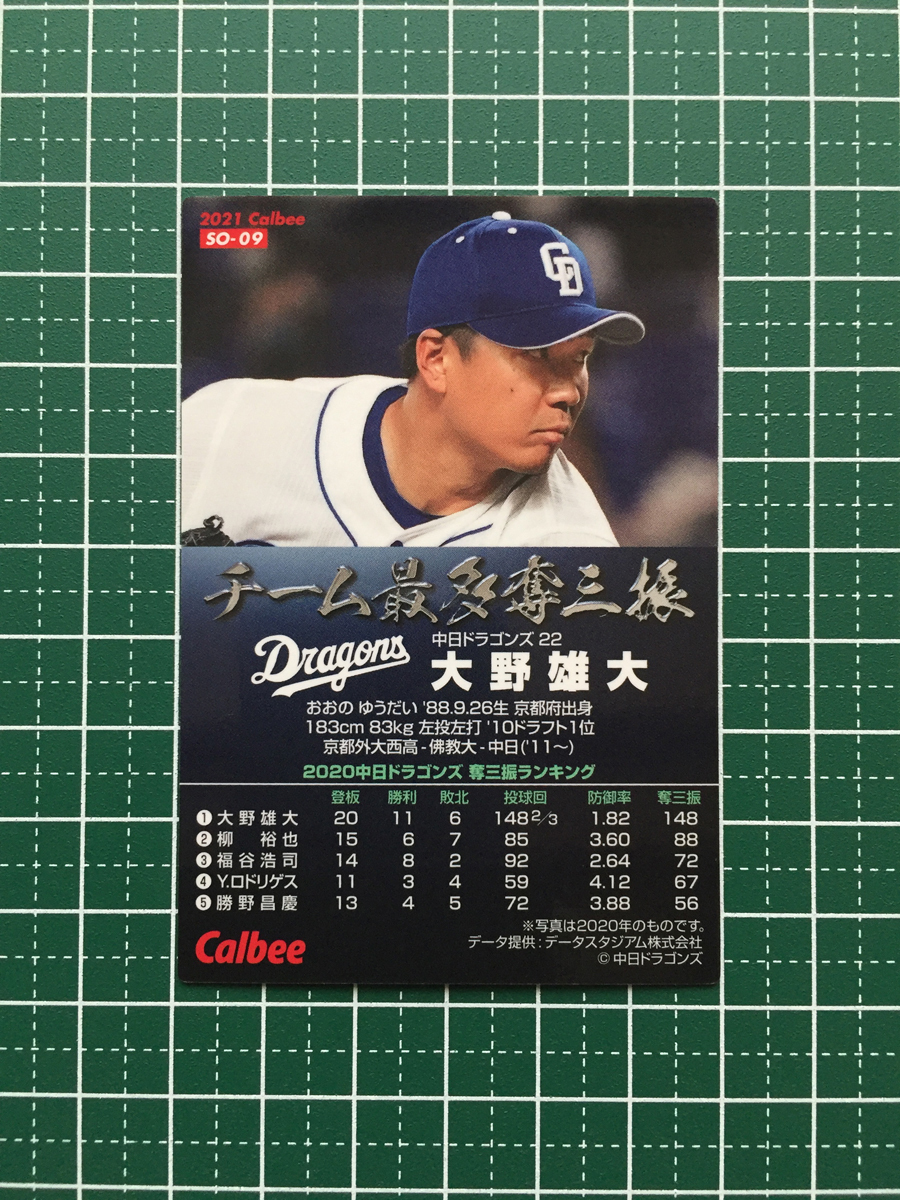 2021 Calbee
SO-09
チーム最多奪三振
Dragons
中日ドラゴンズ 22
大野雄大
おおの ゆうだい '88.9.26生 京都府出身
183cm 83kg 左投左打 '10ドラフト1位
京都外大西高-佛教大-中日('11〜)
2020中日ドラゴンズ 奪三振ランキング
登板 勝利 敗北 投球回 防御率 奪三振
❶大野雄大 20 11 6 148 2/3 1.82 148
❷柳 裕也 15 6 7 85 3.60 88
❸福谷浩司 14 8 2 92 2.64 72
❹Y.ロドリゲス 11 3 4 59 4.12 67
❺勝野昌慶 13 4 5 72 3.88 56
※写真は2020年のものです。
データ提供:データスタジアム株式会社
© 中日ドラゴンズ
Calbee